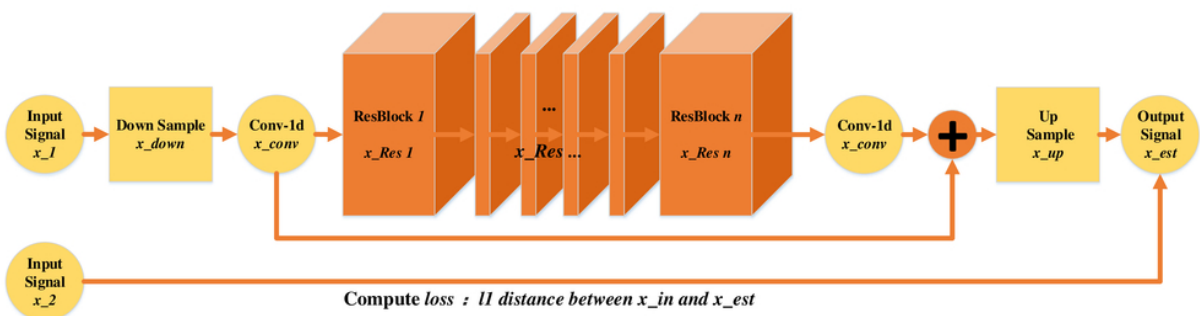 Input
Signal
x_1
Down Sample
x_down
Conv-1d
x_conv
ResBlock 1
x_Res 1
...
x_Res ...
ResBlock n
x_Res n
Conv-1d
x_conv
+
Up
Sample
x_up
Output
Signal
x_est
Input
Signal
x_2
Compute loss : l1 distance between x_in and x_est